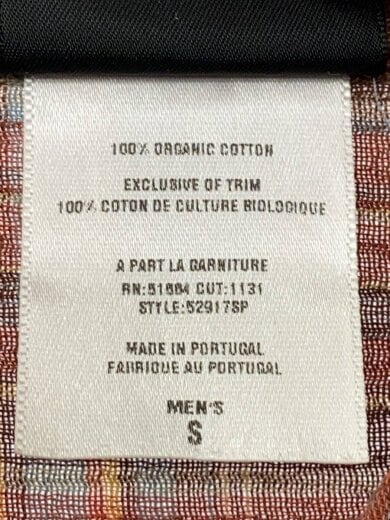 100% ORGANIC COTTON
EXCLUSIVE OF TRIM
100% COTON DE CULTURE BIOLOGIQUE
A PART LA GARNITURE
RN:51884 CUT:1131
STYLE:52917SP
MADE IN PORTUGAL
FABRIQUE AU PORTUGAL
MEN'S
S